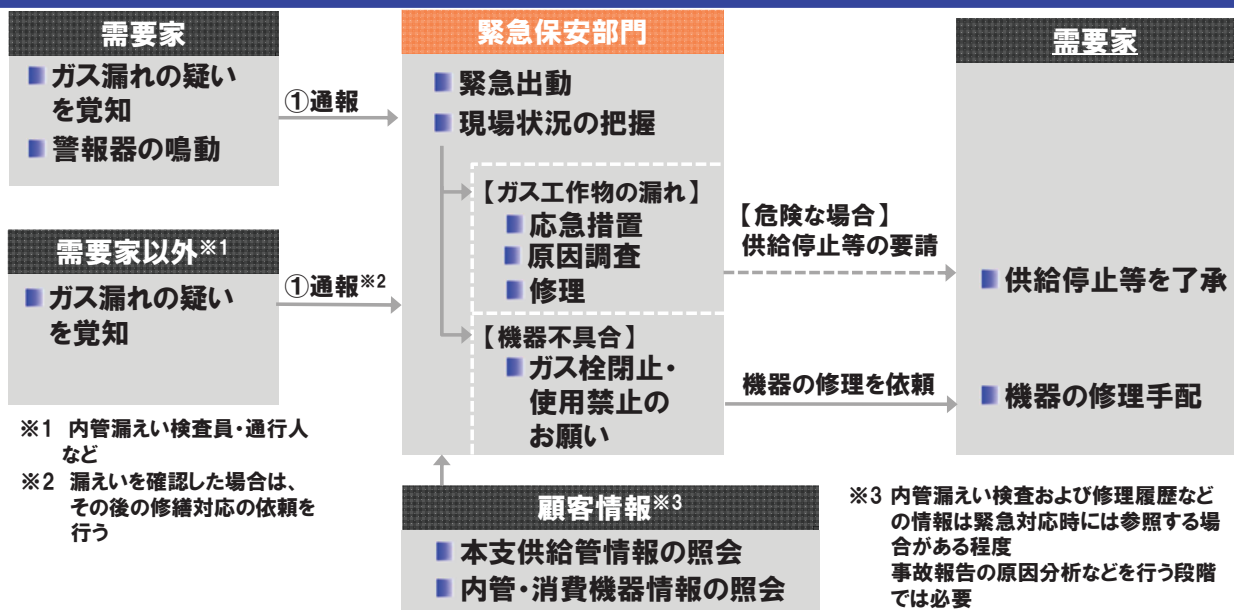 需要家
■ ガス漏れの疑い
を覚知
■ 警報器の鳴動
①通報
需要家以外※1
■ ガス漏れの疑い
を覚知
①通報※2
※1 内管漏えい検査員・通行人
など
※2 漏えいを確認した場合は、
その後の修繕対応の依頼を
行う
緊急保安部門
■ 緊急出動
■ 現場状況の把握
【ガス工作物の漏れ】
■ 応急措置
■ 原因調査
■ 修理
【機器不具合】
■ ガス栓閉止・
使用禁止の
お願い
【危険な場合】
供給停止等の要請
機器の修理を依頼
需要家
■ 供給停止等を了承
■ 機器の修理手配
顧客情報※3
■ 本支供給管情報の照会
■ 内管・消費機器情報の照会
※3 内管漏えい検査および修理履歴など
の情報は緊急対応時には参照する場
合がある程度
事故報告の原因分析などを行う段階
では必要